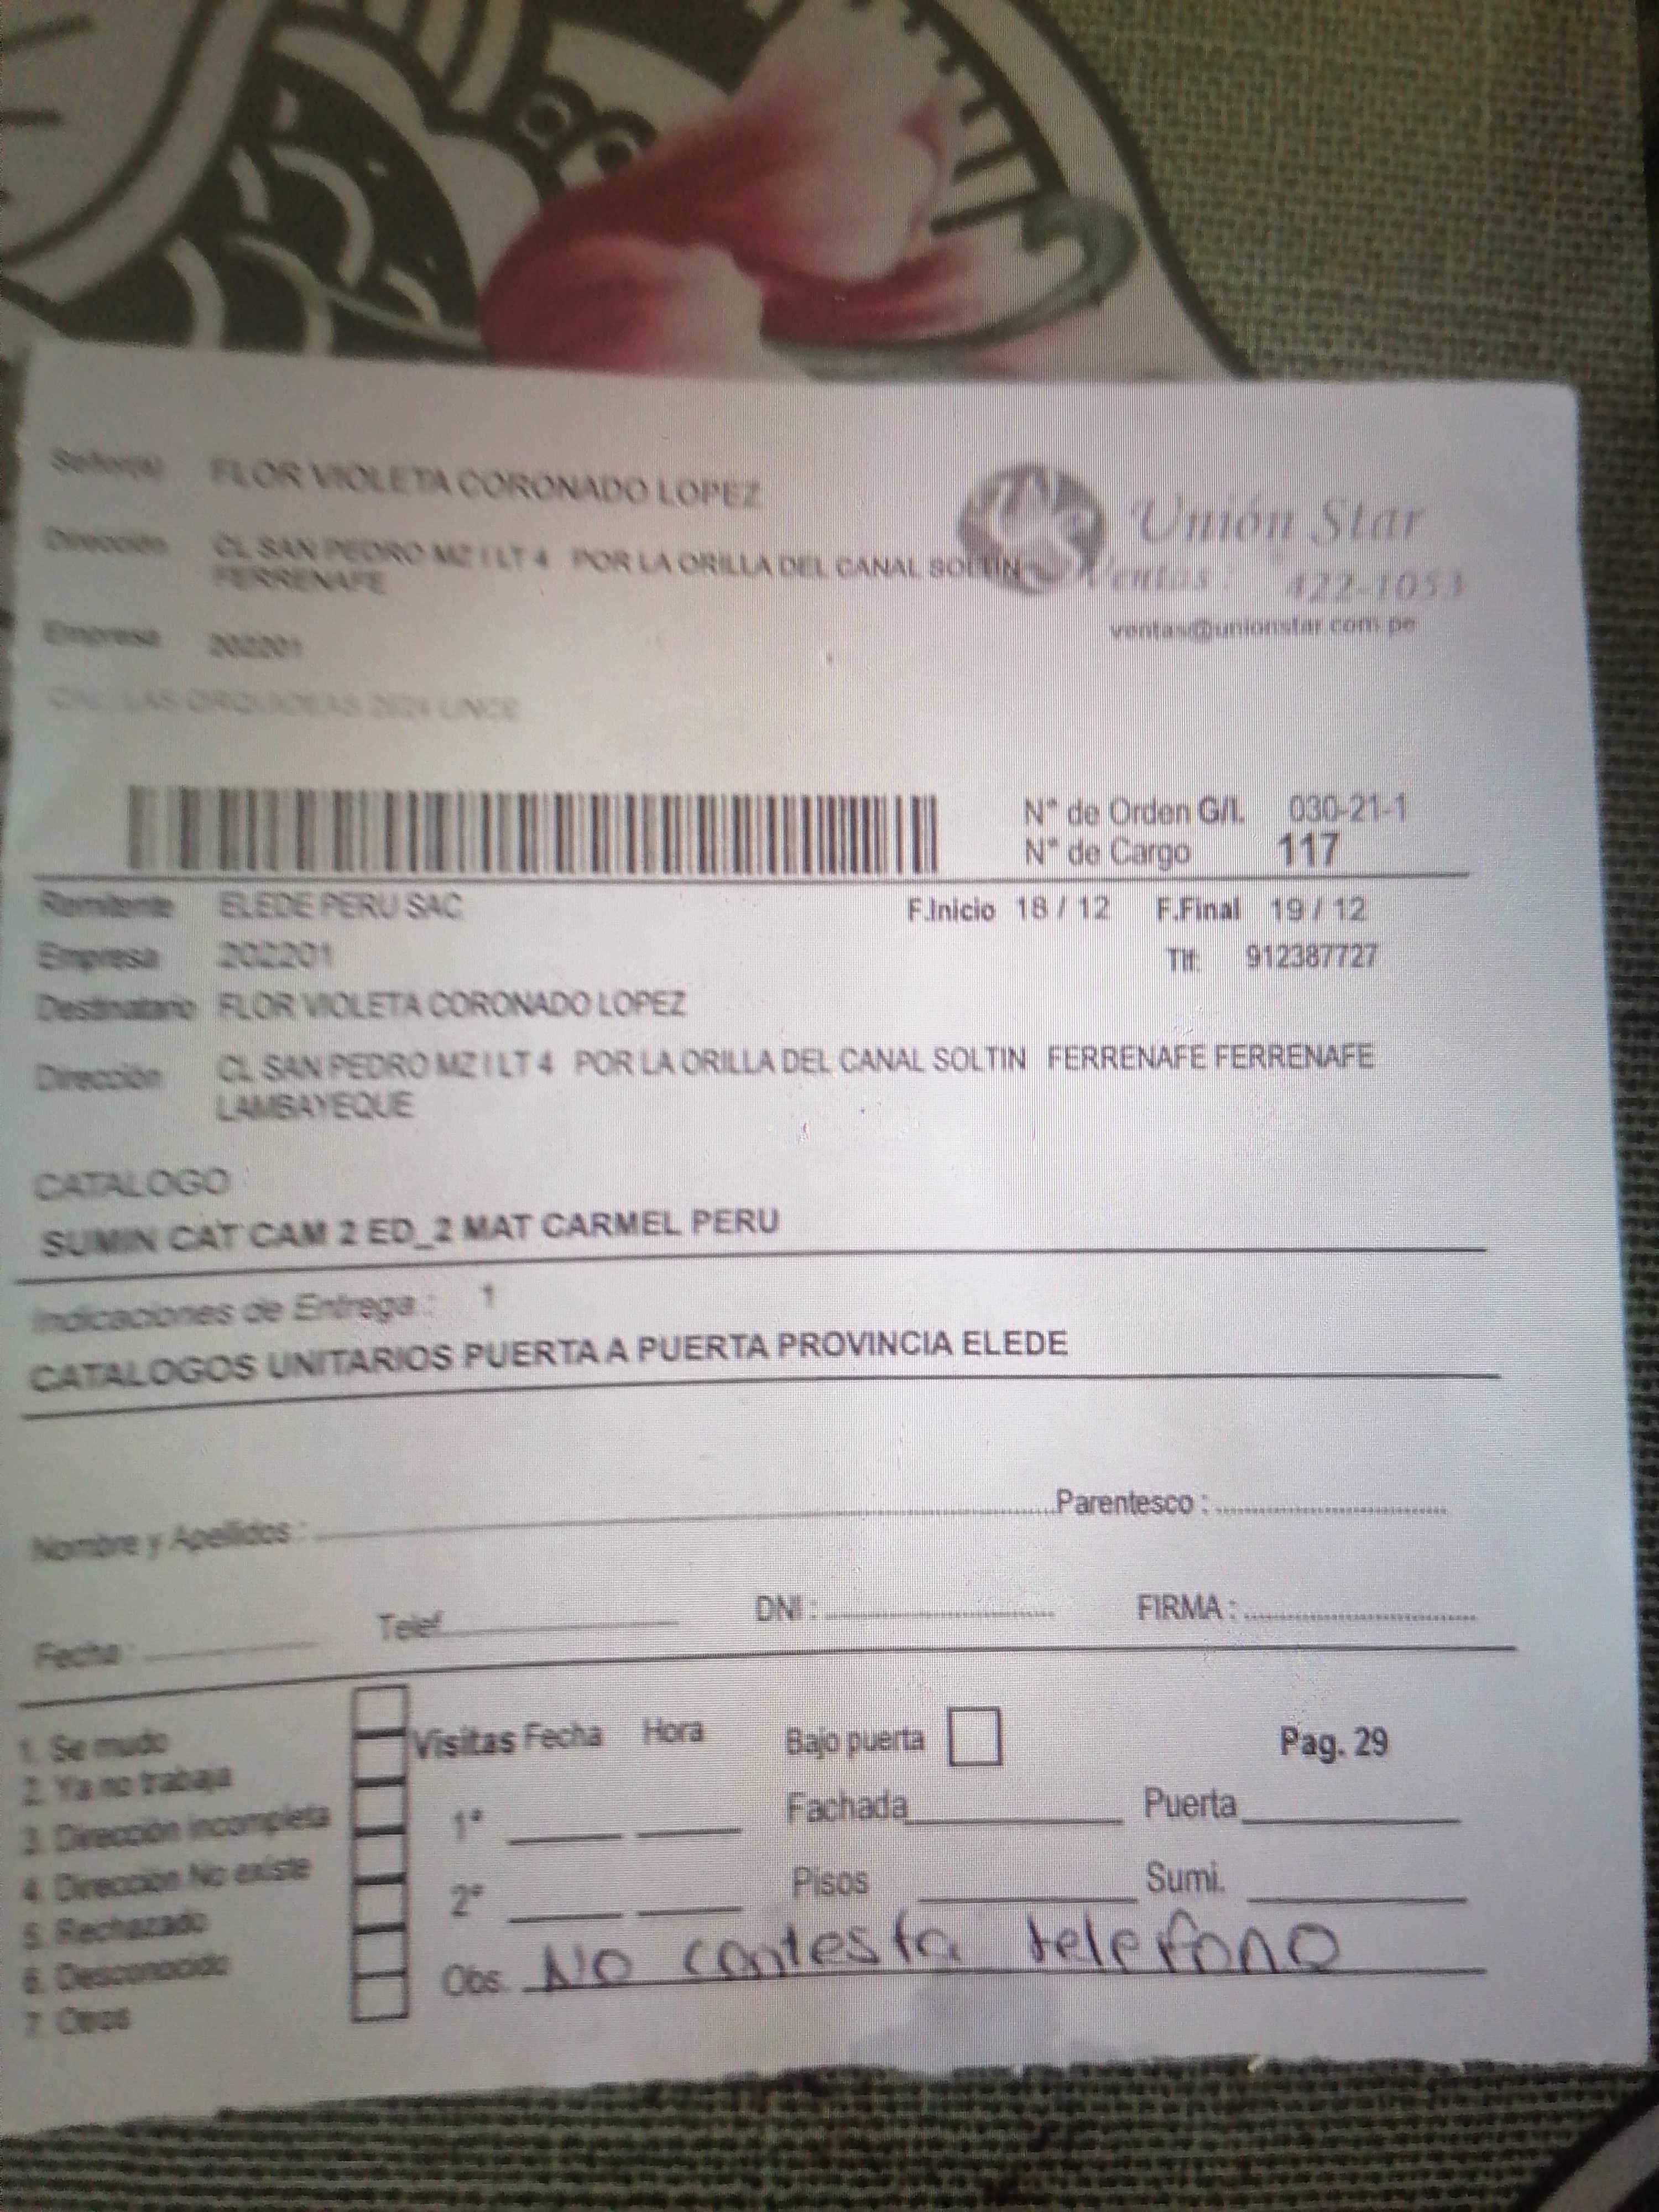 Señor(a) FLOR VIOLETA CORONADO LOPEZ
Unión Star
Dirección CL SAN PEDRO MZ I LT 4 POR LA ORILLA DEL CANAL SOLTIN
FERRENAFE
Ventas: 422-1053
ventas@unionstar.com.pe
Empresa 202201
CAL. LAS ORQUIDEAS LINCE
N° de Orden G/I. 030-21-1
N° de Cargo 117
Remitente ELEDE PERU SAC F.Inicio 18 / 12 F.Final 19 / 12
Empresa 202201 Tlf: 912387727
Destinatario FLOR VIOLETA CORONADO LOPEZ
Dirección CL SAN PEDRO MZ I LT 4 POR LA ORILLA DEL CANAL SOLTIN FERRENAFE FERRENAFE
LAMBAYEQUE
CATALOGO
SUMIN CAT CAM 2 ED_2 MAT CARMEL PERU
Indicaciones de Entrega : 1
CATALOGOS UNITARIOS PUERTA A PUERTA PROVINCIA ELEDE
Nombre y Apellidos : Parentesco :
Fecha : Telef. DNI : FIRMA :
1. Se mudo
2. Ya no trabaja
3. Dirección incompleta
4. Dirección No existe
5. Rechazado
6. Desconocido
7. Otros
Visitas Fecha Hora Bajo puerta Pag. 29
1ª Fachada Puerta
2ª Pisos Sumi.
Obs. No contesta telefono